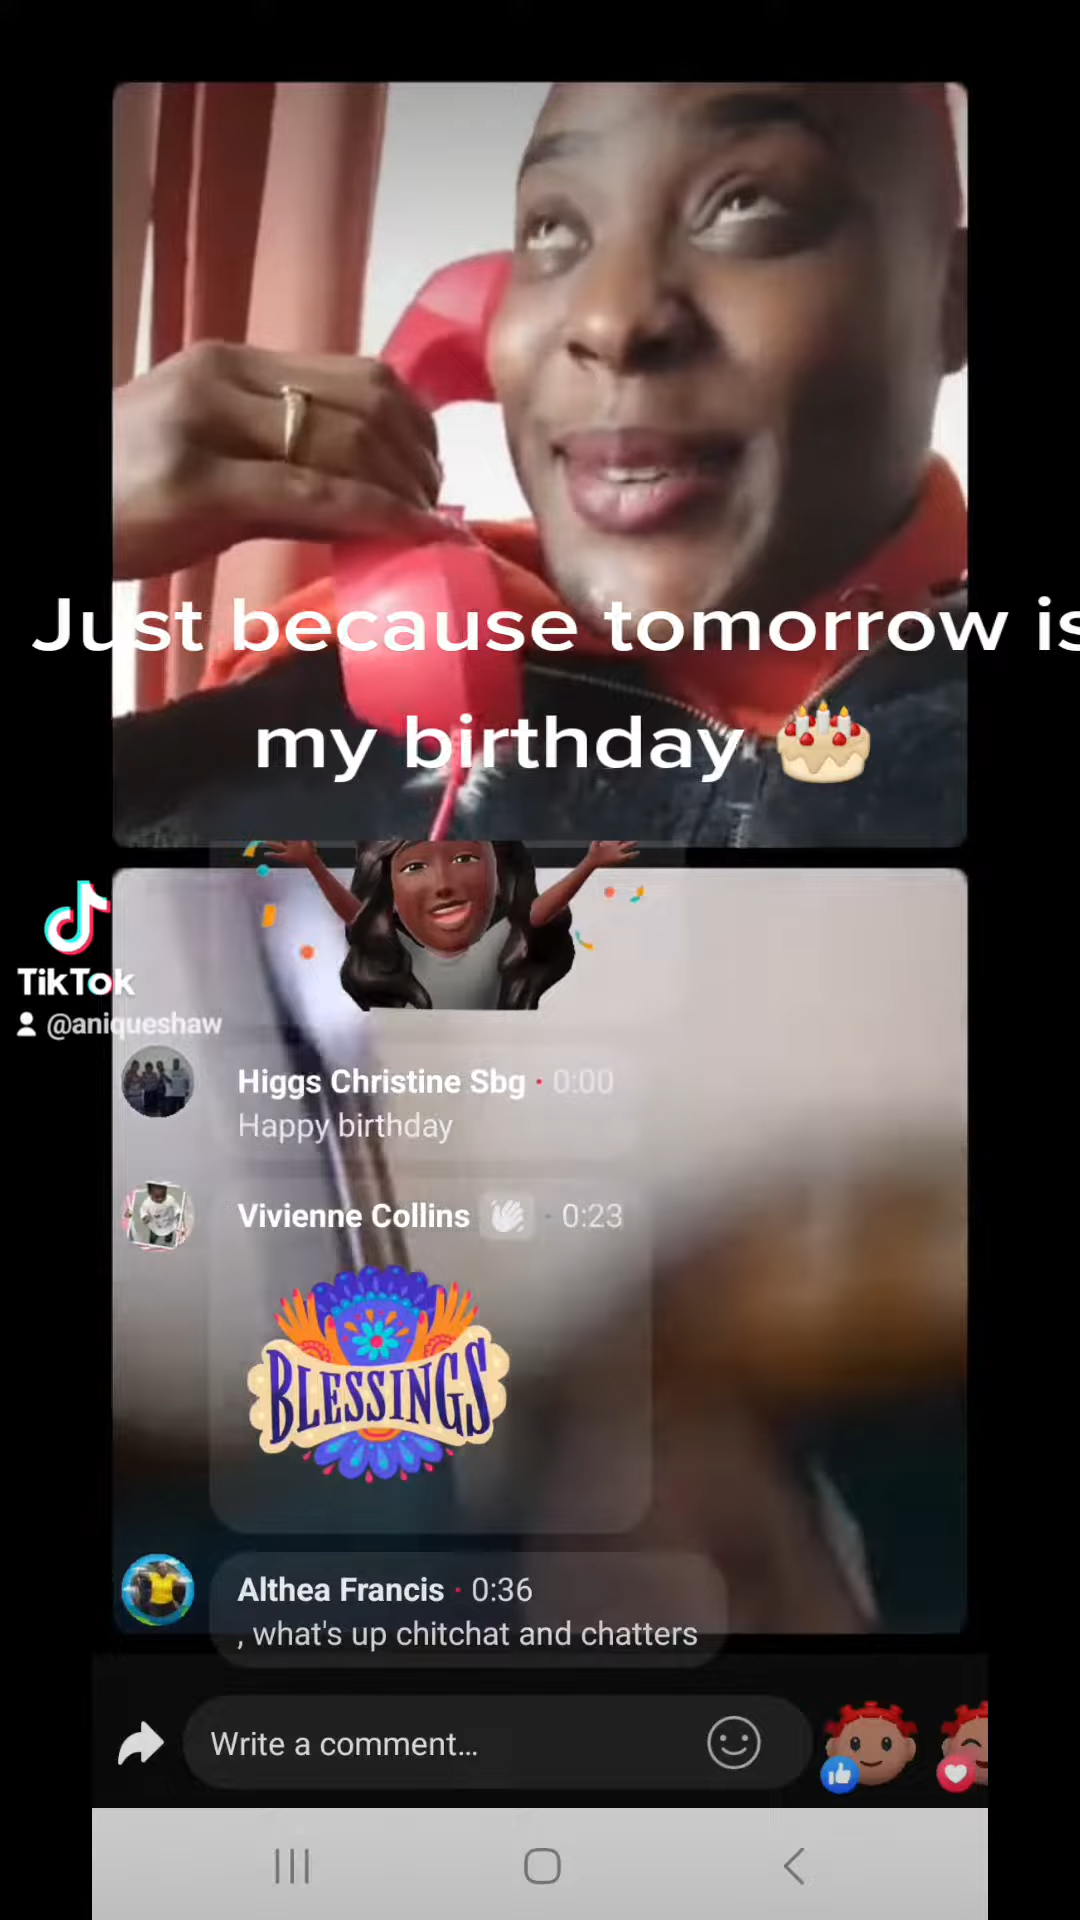 Just because tomorrow is
my birthday
TikTok
@aniqueshaw
Higgs Christine Sbg · 0:00
Happy birthday
Vivienne Collins · 0:23
BLESSINGS
Althea Francis · 0:36
, what's up chitchat and chatters
Write a comment...